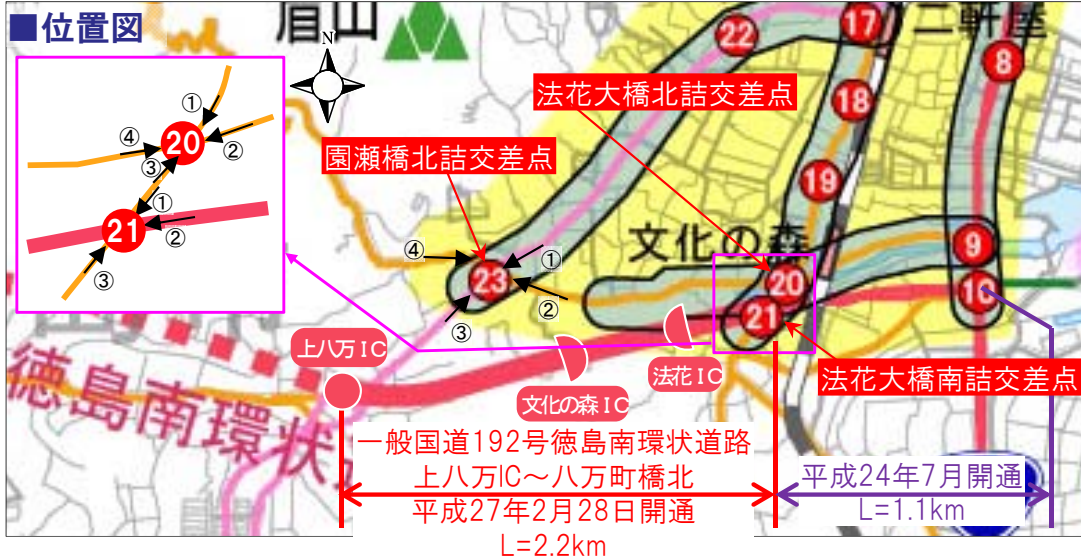 ■位置図
眉山
N
二軒屋
17
22
8
18
法花大橋北詰交差点
①
20
④
②
③
園瀬橋北詰交差点
19
①
21
②
③
文化の森
9
④
①
23
20
②
10
③
21
上八万IC
法花IC
文化の森IC
法花大橋南詰交差点
徳島南環状
一般国道192号徳島南環状道路
上八万IC～八万町橋北
平成27年2月28日開通
L=2.2km
平成24年7月開通
L=1.1km